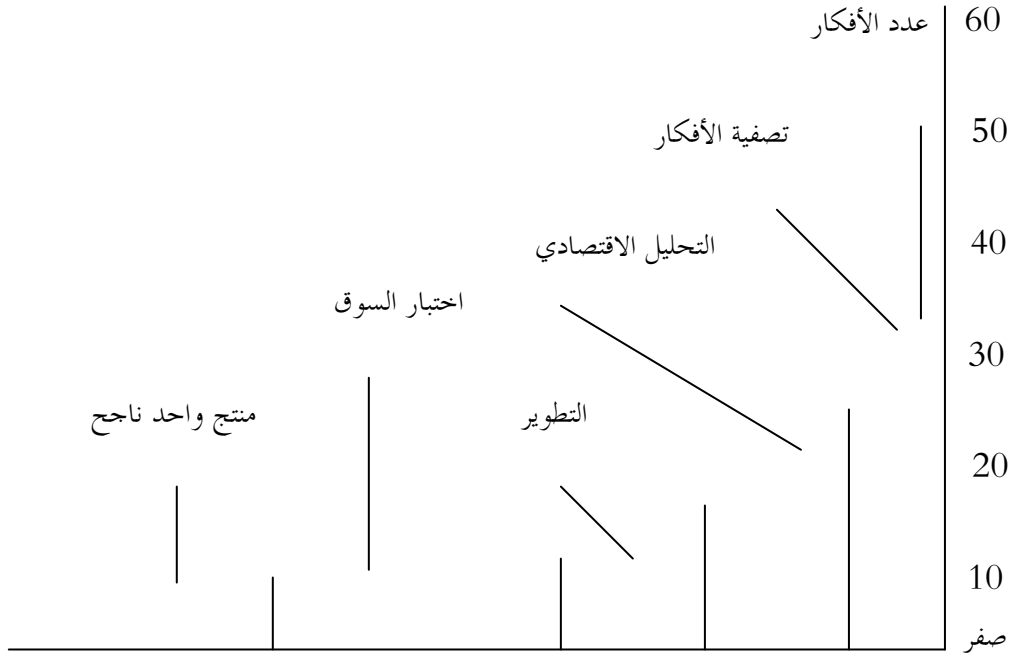 60
عدد الأفكار
50
تصفية الأفكار
40
التحليل الاقتصادي
اختبار السوق
30
التطوير
منتج واحد ناجح
20
10
صفر